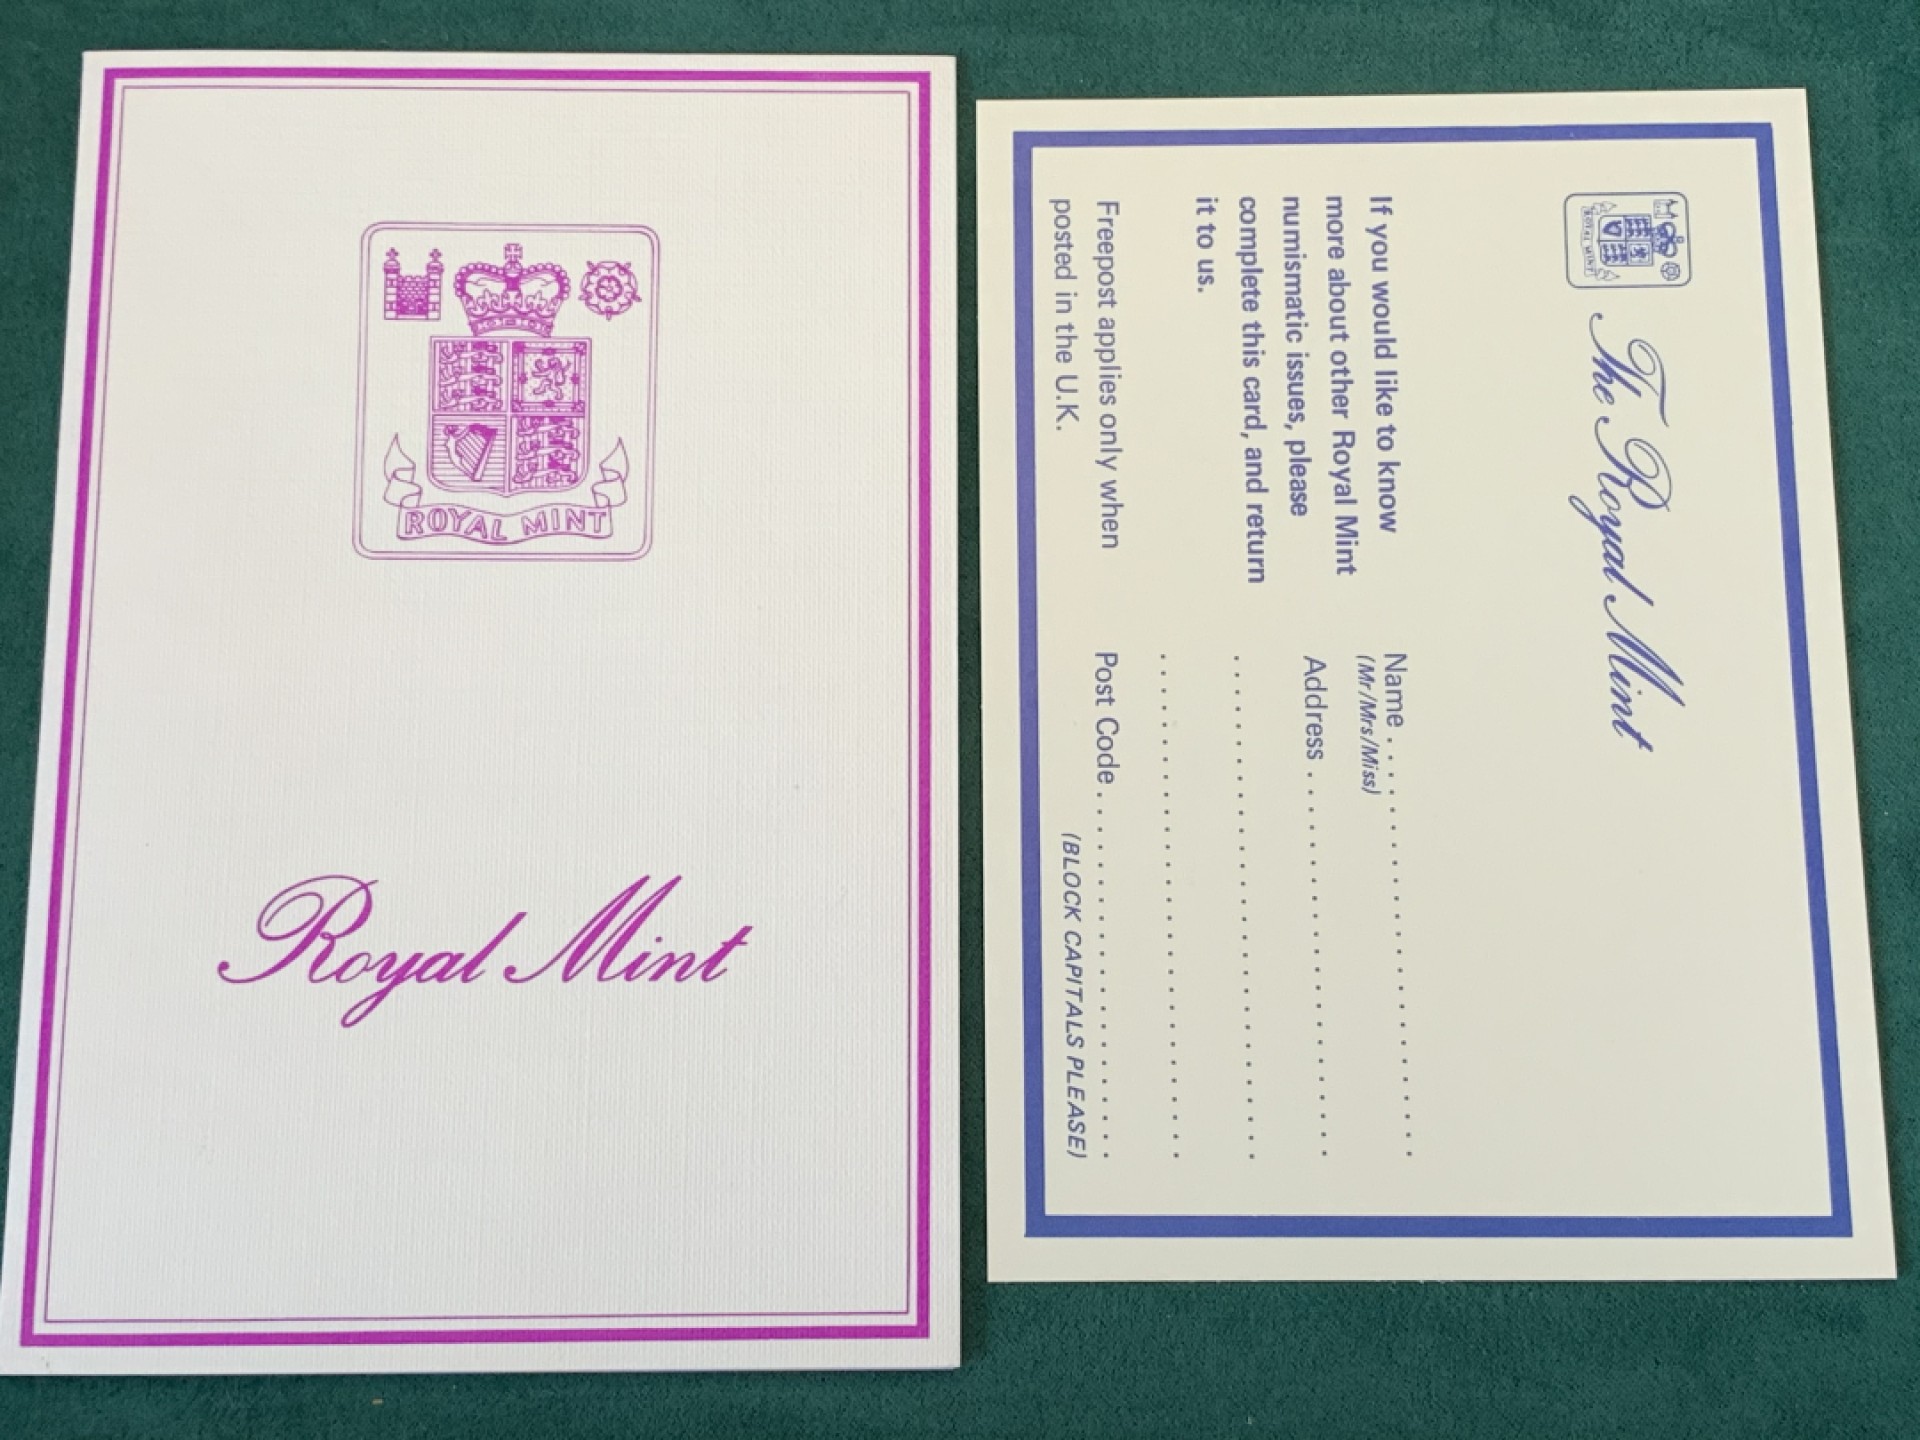 ROYAL MINT
Royal Mint
ROYAL MINT
The Royal Mint
If you would like to know
more about other Royal Mint
numismatic issues, please
complete this card, and return
it to us.
Freepost applies only when
posted in the U.K.
Name . . . . . . . . . . . . . . . . . . . . . . . .
(Mr/Mrs/Miss)
Address . . . . . . . . . . . . . . . . . . . . . .
. . . . . . . . . . . . . . . . . . . . . . . . . . . . .
. . . . . . . . . . . . . . . . . . . . . . . . . . . . .
Post Code . . . . . . . . . . . . . . . . . . . . .
(BLOCK CAPITALS PLEASE)